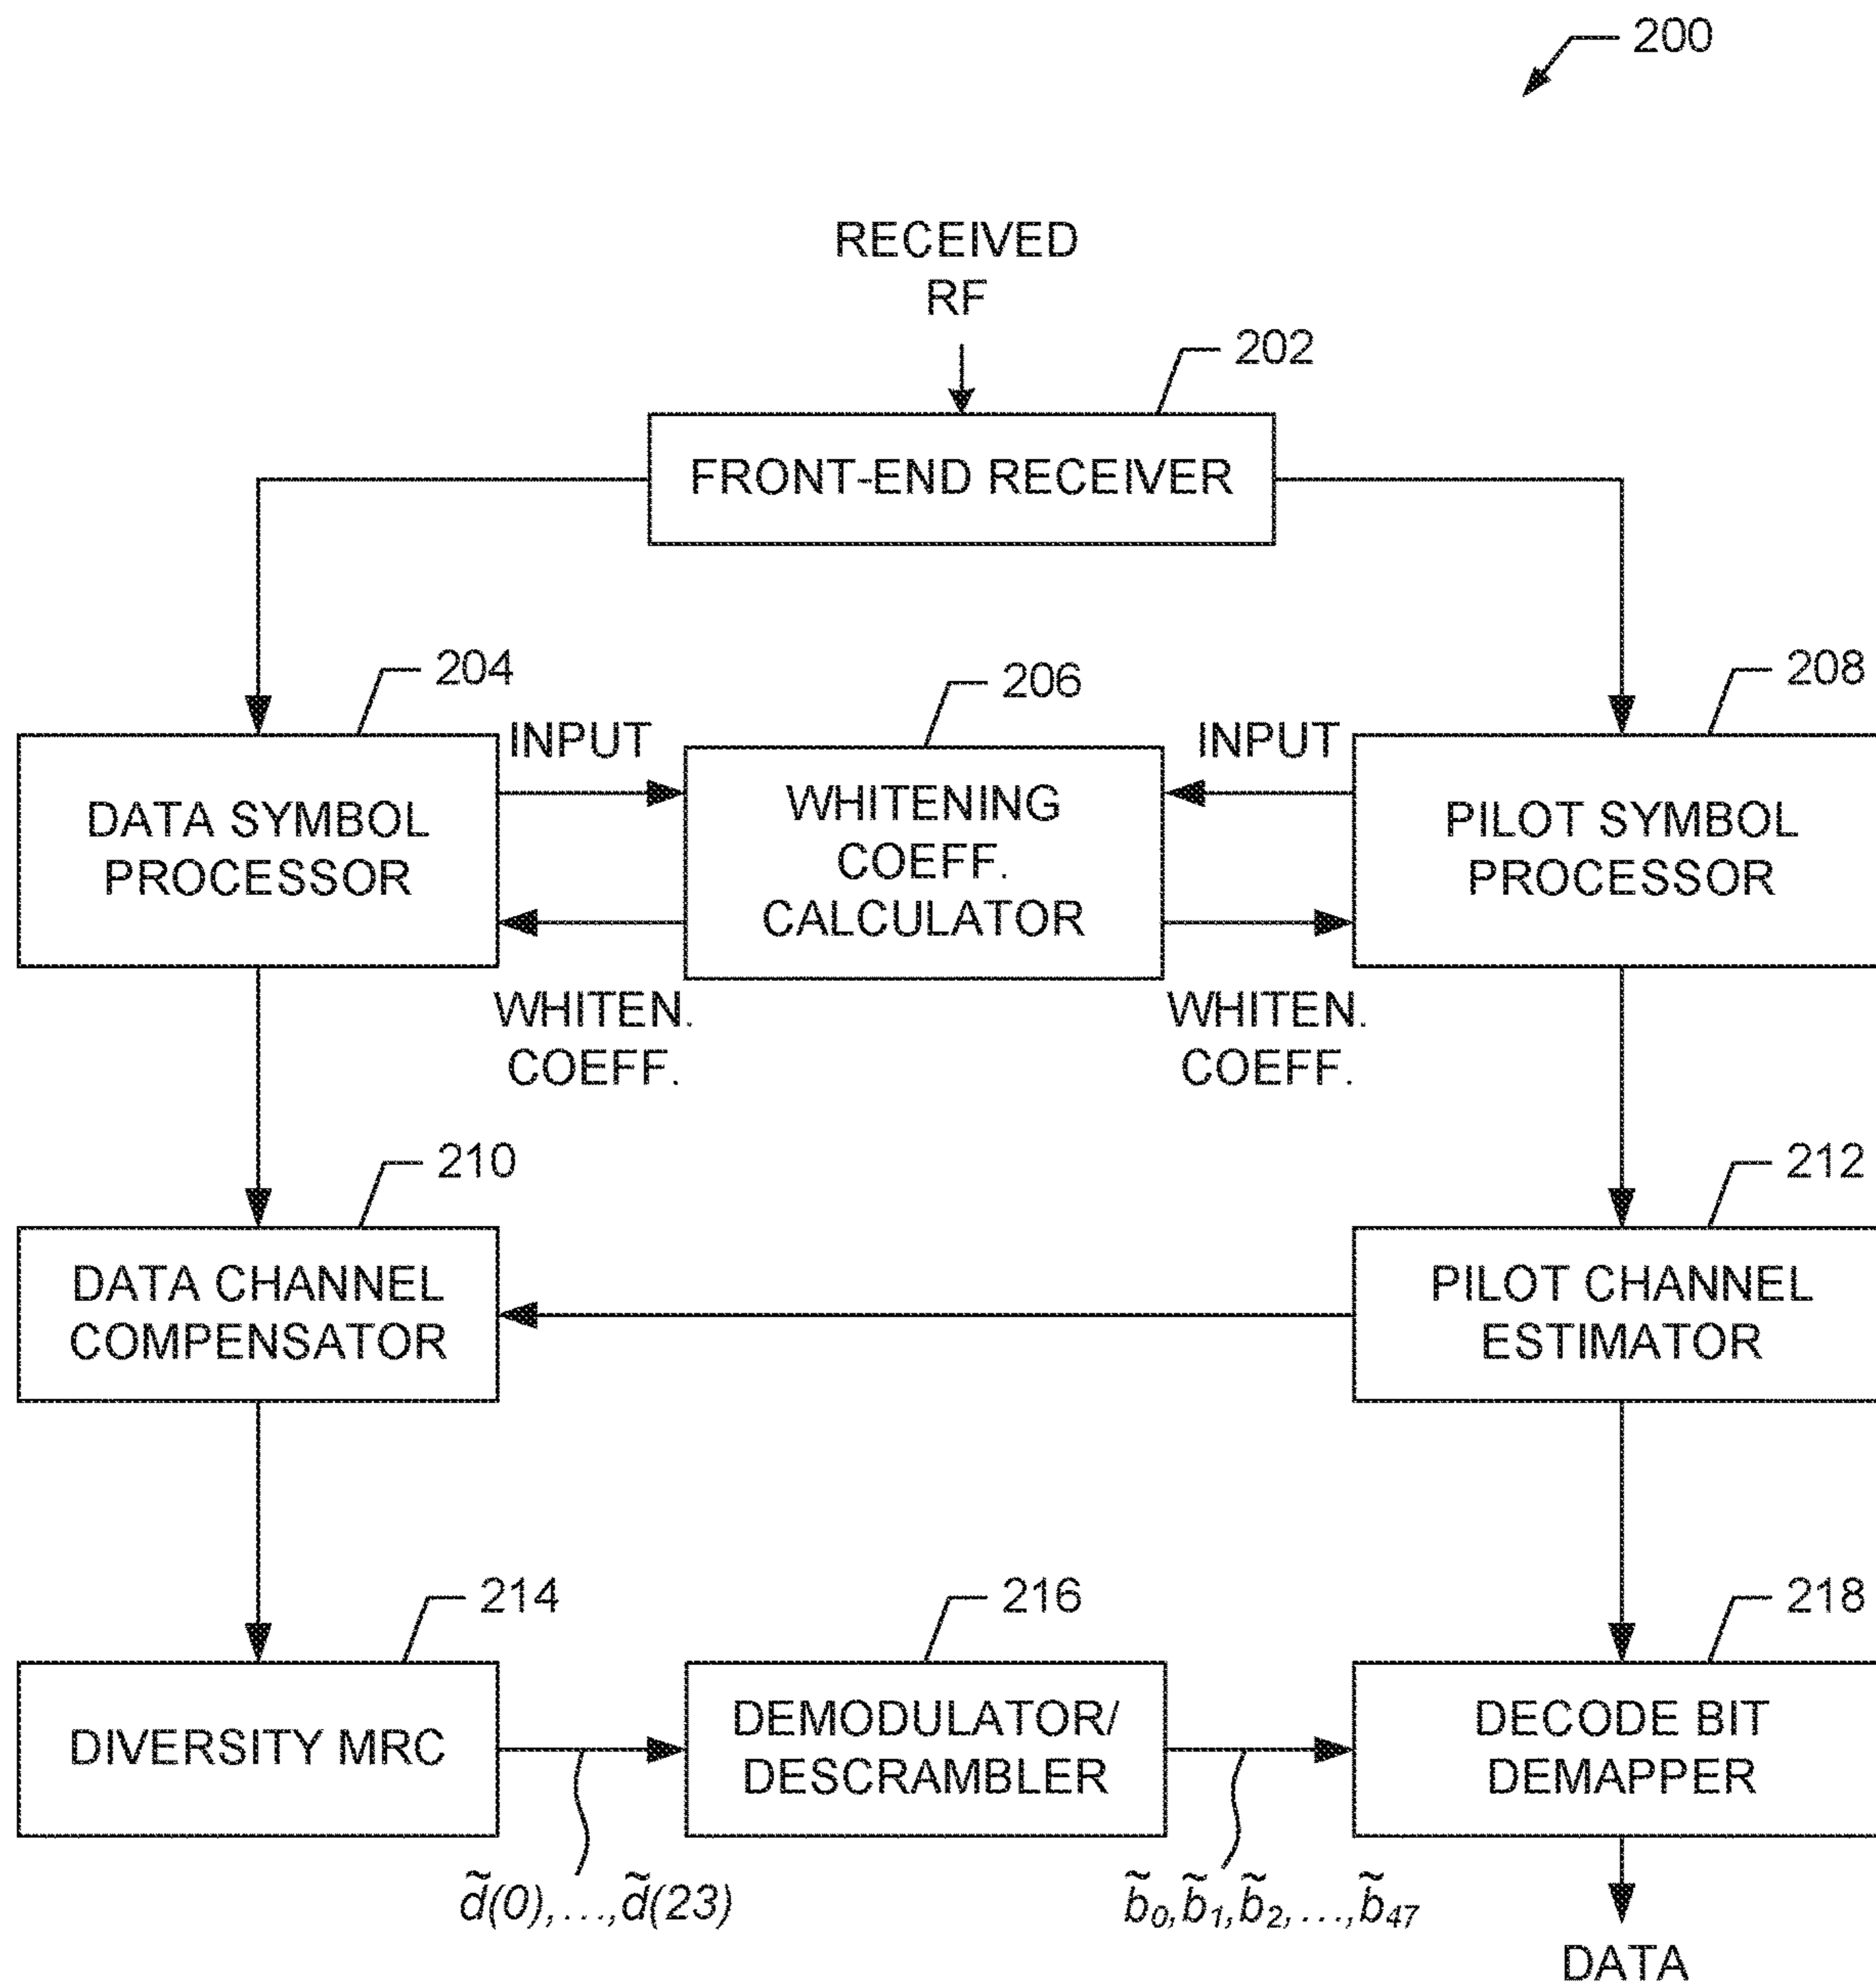 200
RECEIVED
RF
202
FRONT-END RECEIVER
204
206
208
INPUT
INPUT
DATA SYMBOL
PROCESSOR
WHITENING
COEFF.
CALCULATOR
PILOT SYMBOL
PROCESSOR
WHITEN.
COEFF.
WHITEN.
COEFF.
210
212
DATA CHANNEL
COMPENSATOR
PILOT CHANNEL
ESTIMATOR
214
216
218
DIVERSITY MRC
DEMODULATOR/
DESCRAMBLER
DECODE BIT
DEMAPPER
d̃(0),...,d̃(23)
b̃₀,b̃₁,b̃₂,...,b̃₄₇
DATA